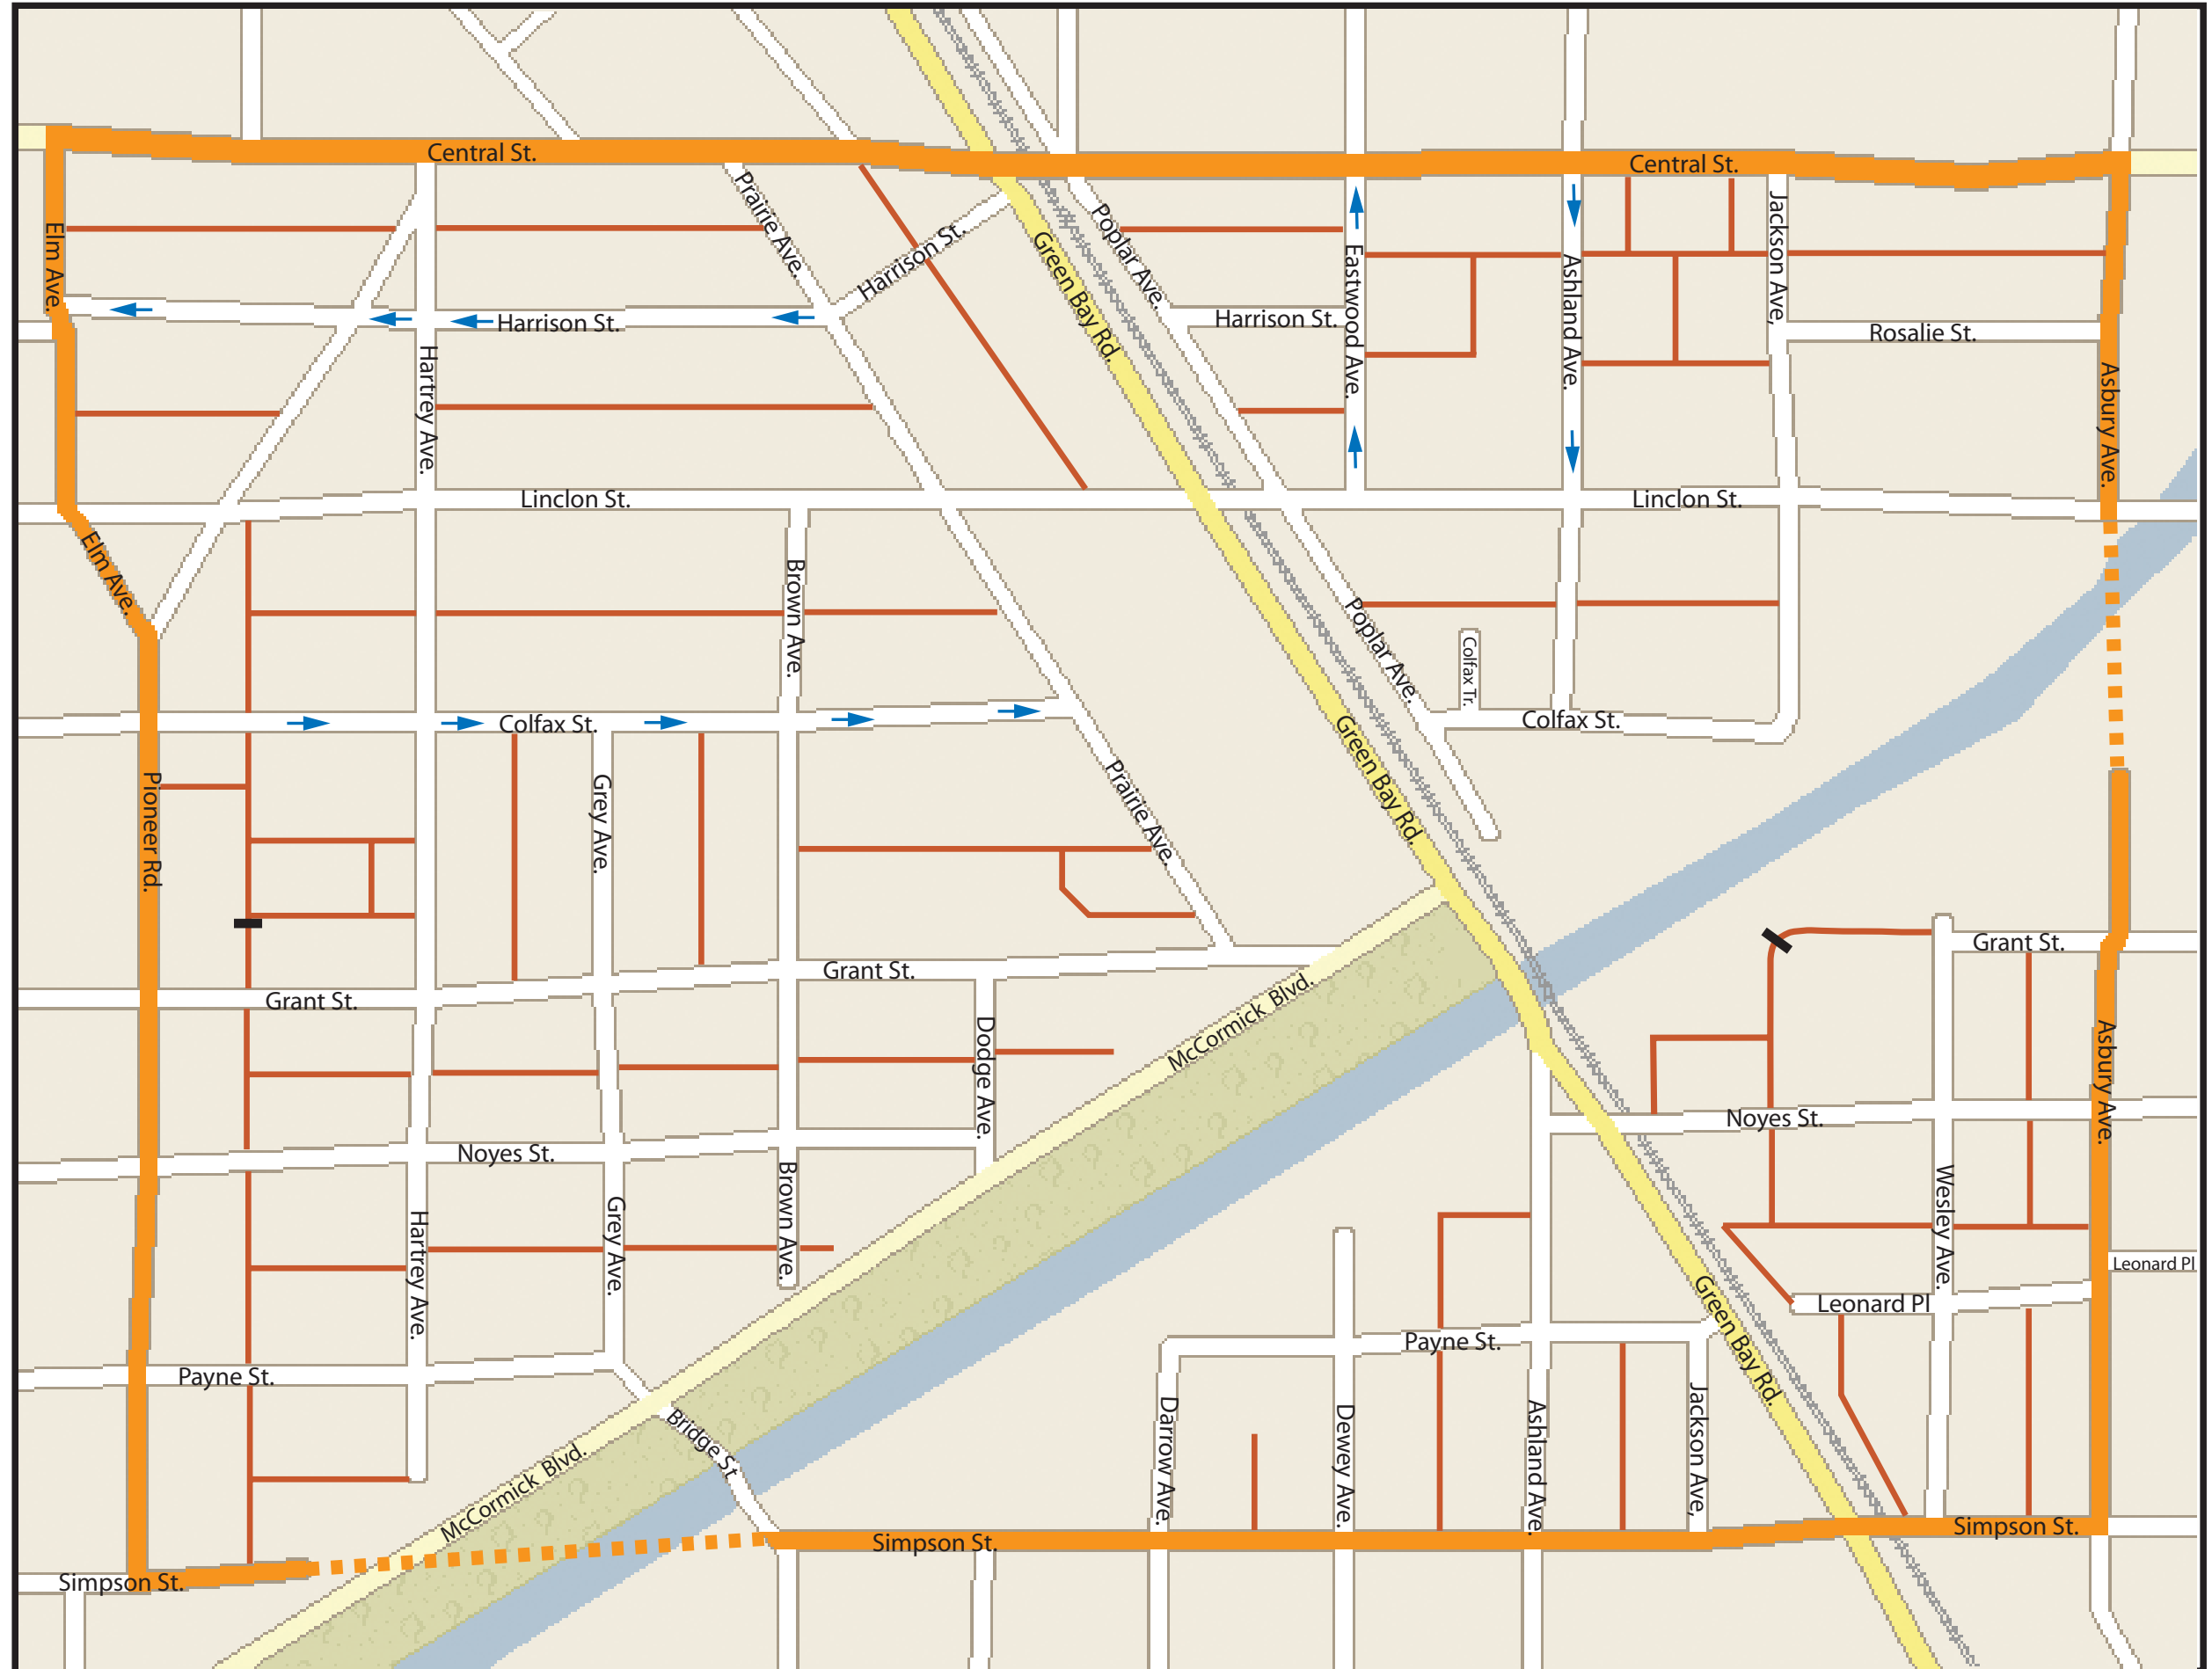 Central St.
Central St.
Prairie Ave.
Elm Ave.
Harrison St.
Poplar Ave.
Jackson Ave,
Green Bay Rd.
Eastwood Ave.
Ashland Ave.
Harrison St.
Harrison St.
Rosalie St.
Hartrey Ave.
Asbury Ave.
Linclon St.
Linclon St.
Elm Ave.
Brown Ave.
Poplar Ave.
Colfax Tr.
Colfax St.
Colfax St.
Green Bay Rd.
Pioneer Rd.
Grey Ave.
Prairie Ave.
Grant St.
Grant St.
Grant St.
McCormick Blvd.
Dodge Ave.
Asbury Ave.
Noyes St.
Noyes St.
Brown Ave.
Wesley Ave.
Hartrey Ave.
Grey Ave.
Leonard Pl
Leonard Pl
Green Bay Rd.
Payne St.
Payne St.
Bridge St.
Darrow Ave.
Dewey Ave.
Ashland Ave.
Jackson Ave,
McCormick Blvd.
Simpson St.
Simpson St.
Simpson St.